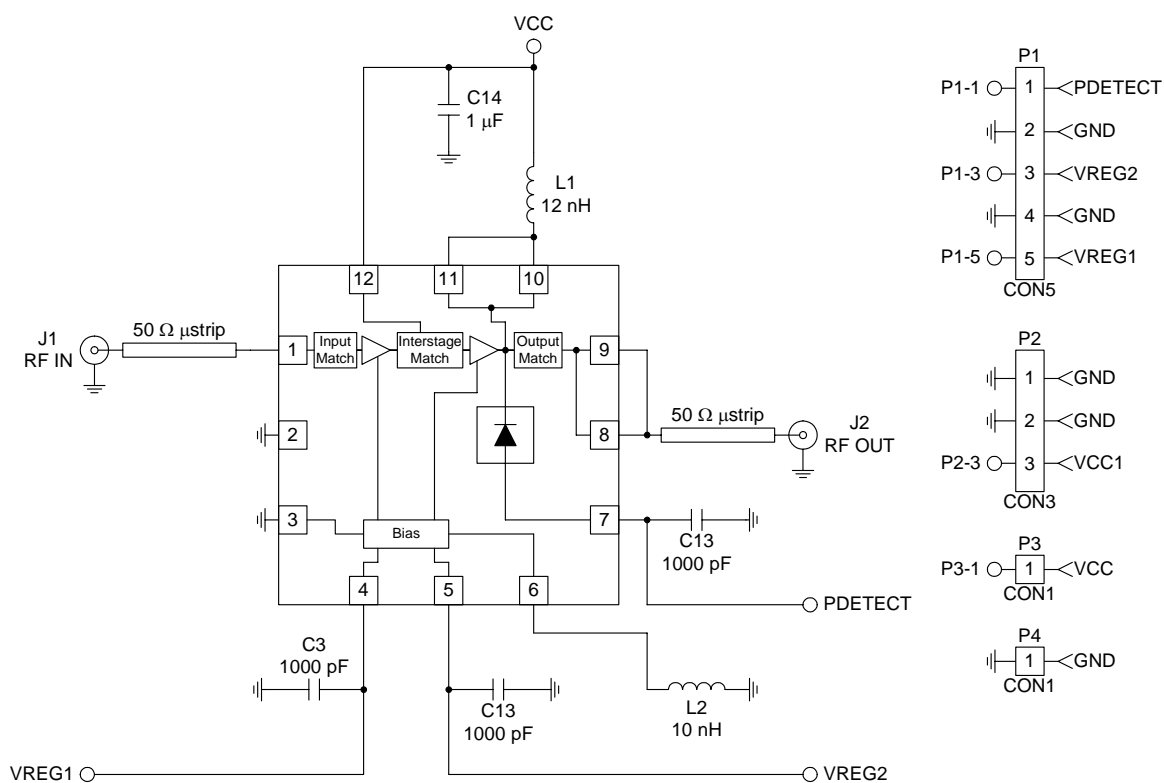 VCC
C14
1 μF
L1
12 nH
12
11
10
J1
RF IN
50 Ω μstrip
1
Input
Match
Interstage
Match
Output
Match
9
2
8
50 Ω μstrip
J2
RF OUT
3
Bias
7
C13
1000 pF
4
5
6
PDETECT
C3
1000 pF
C13
1000 pF
L2
10 nH
VREG1
VREG2
P1
P1-1
1
PDETECT
2
GND
P1-3
3
VREG2
4
GND
P1-5
5
VREG1
CON5
P2
1
GND
2
GND
P2-3
3
VCC1
CON3
P3
P3-1
1
VCC
CON1
P4
1
GND
CON1